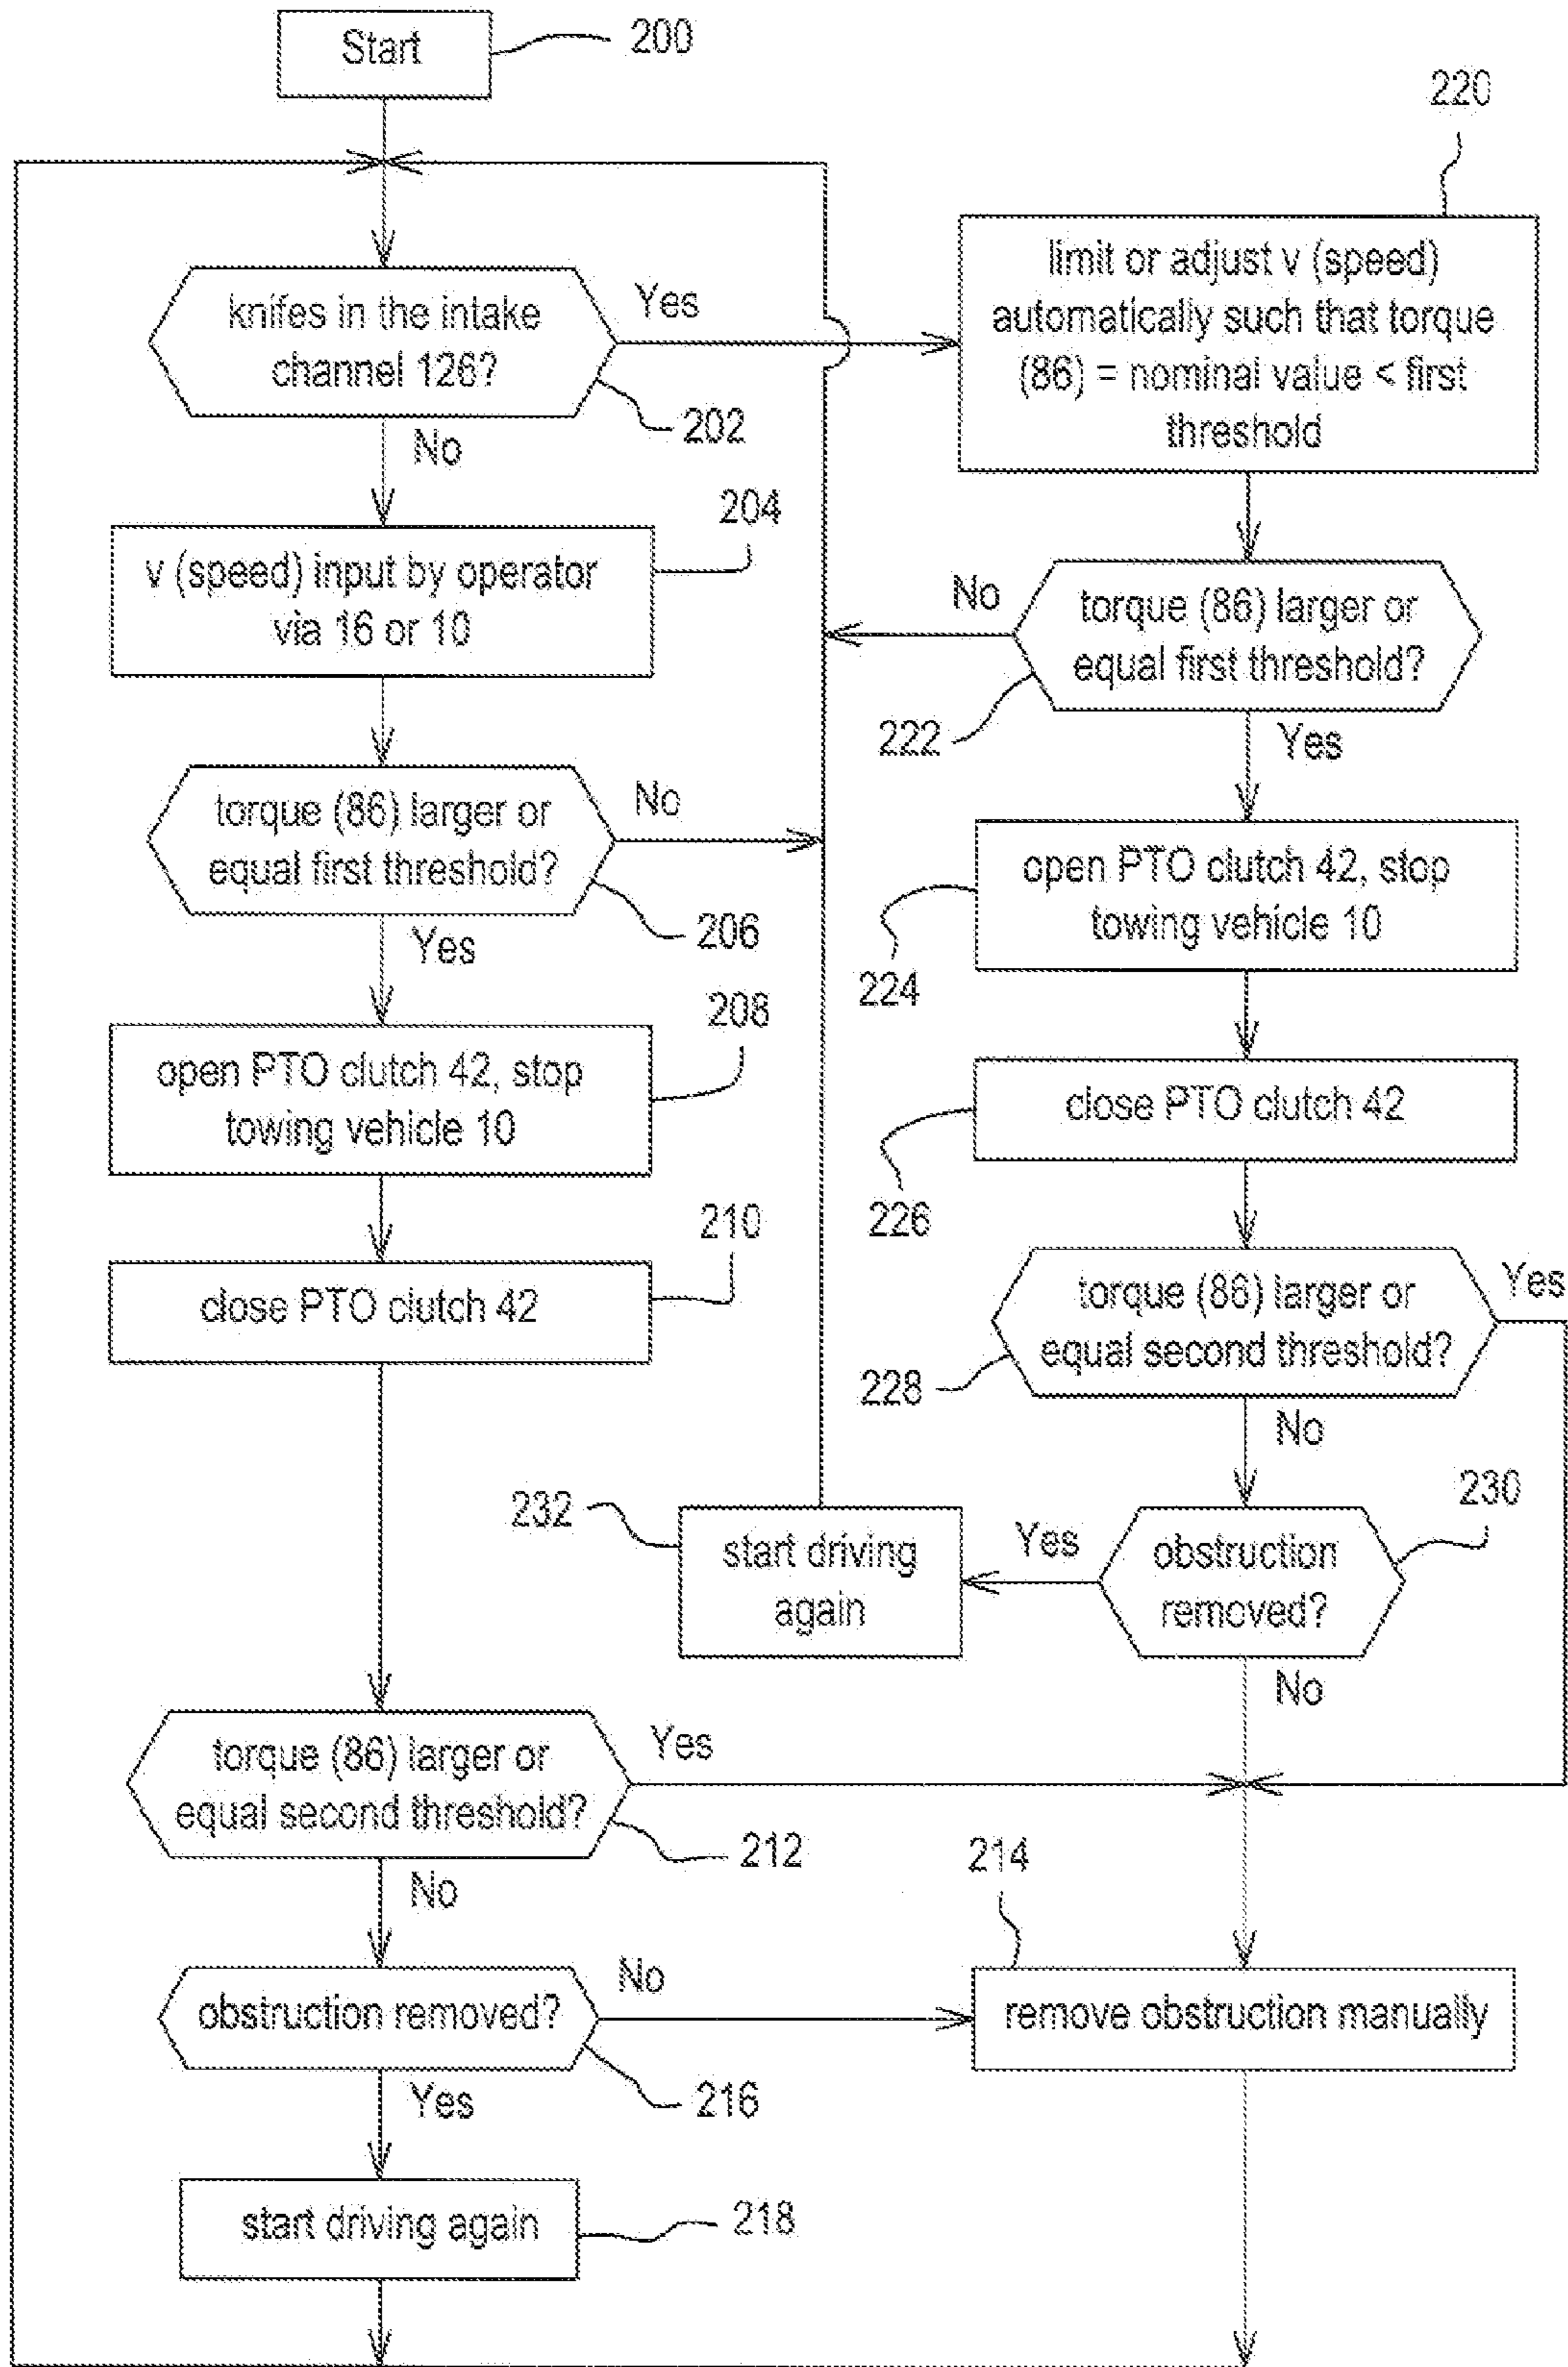 Start
200
knifes in the intake
channel 126?
Yes
202
No
v (speed) input by operator
via 16 or 10
204
torque (86) larger or
equal first threshold?
No
206
Yes
open PTO clutch 42, stop
towing vehicle 10
208
close PTO clutch 42
210
torque (86) larger or
equal second threshold?
Yes
212
No
obstruction removed?
No
216
Yes
start driving again
218
220
limit or adjust v (speed)
automatically such that torque
(86) = nominal value < first
threshold
No
torque (86) larger or
equal first threshold?
222
Yes
open PTO clutch 42, stop
towing vehicle 10
224
close PTO clutch 42
226
torque (86) larger or
equal second threshold?
Yes
228
No
230
obstruction
removed?
Yes
232
start driving
again
No
214
remove obstruction manually